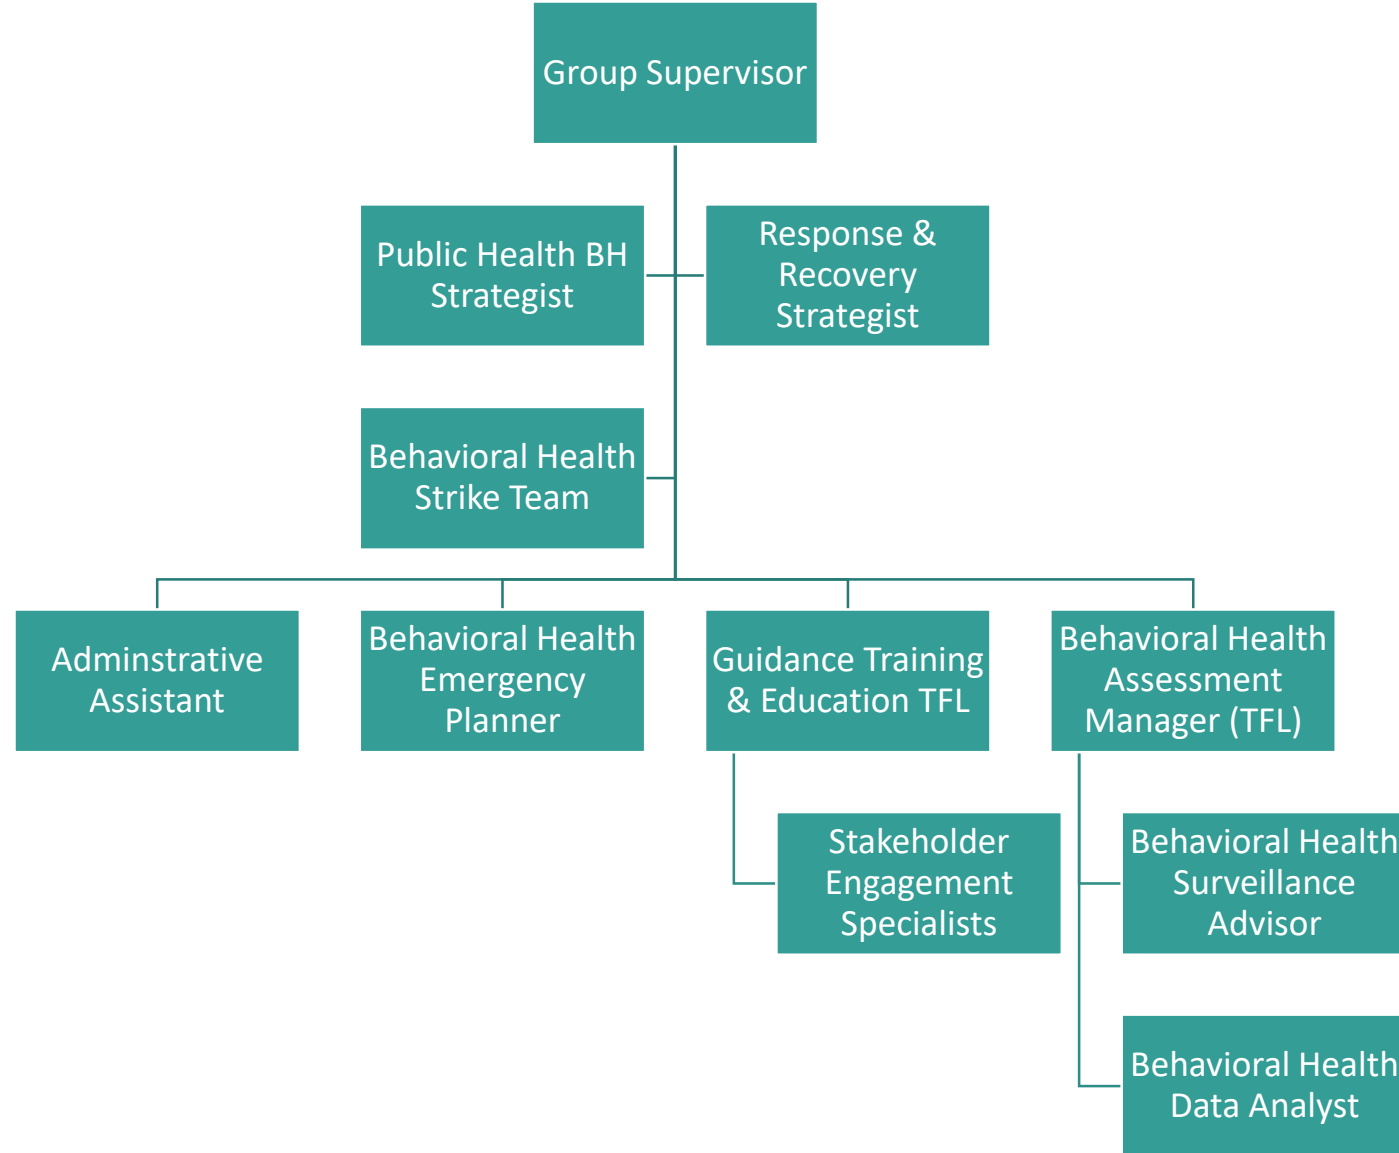 Group Supervisor
Public Health BH
Strategist
Response &
Recovery
Strategist
Behavioral Health
Strike Team
Adminstrative
Assistant
Behavioral Health
Emergency
Planner
Guidance Training
& Education TFL
Behavioral Health
Assessment
Manager (TFL)
Stakeholder
Engagement
Specialists
Behavioral Health
Surveillance
Advisor
Behavioral Health
Data Analyst